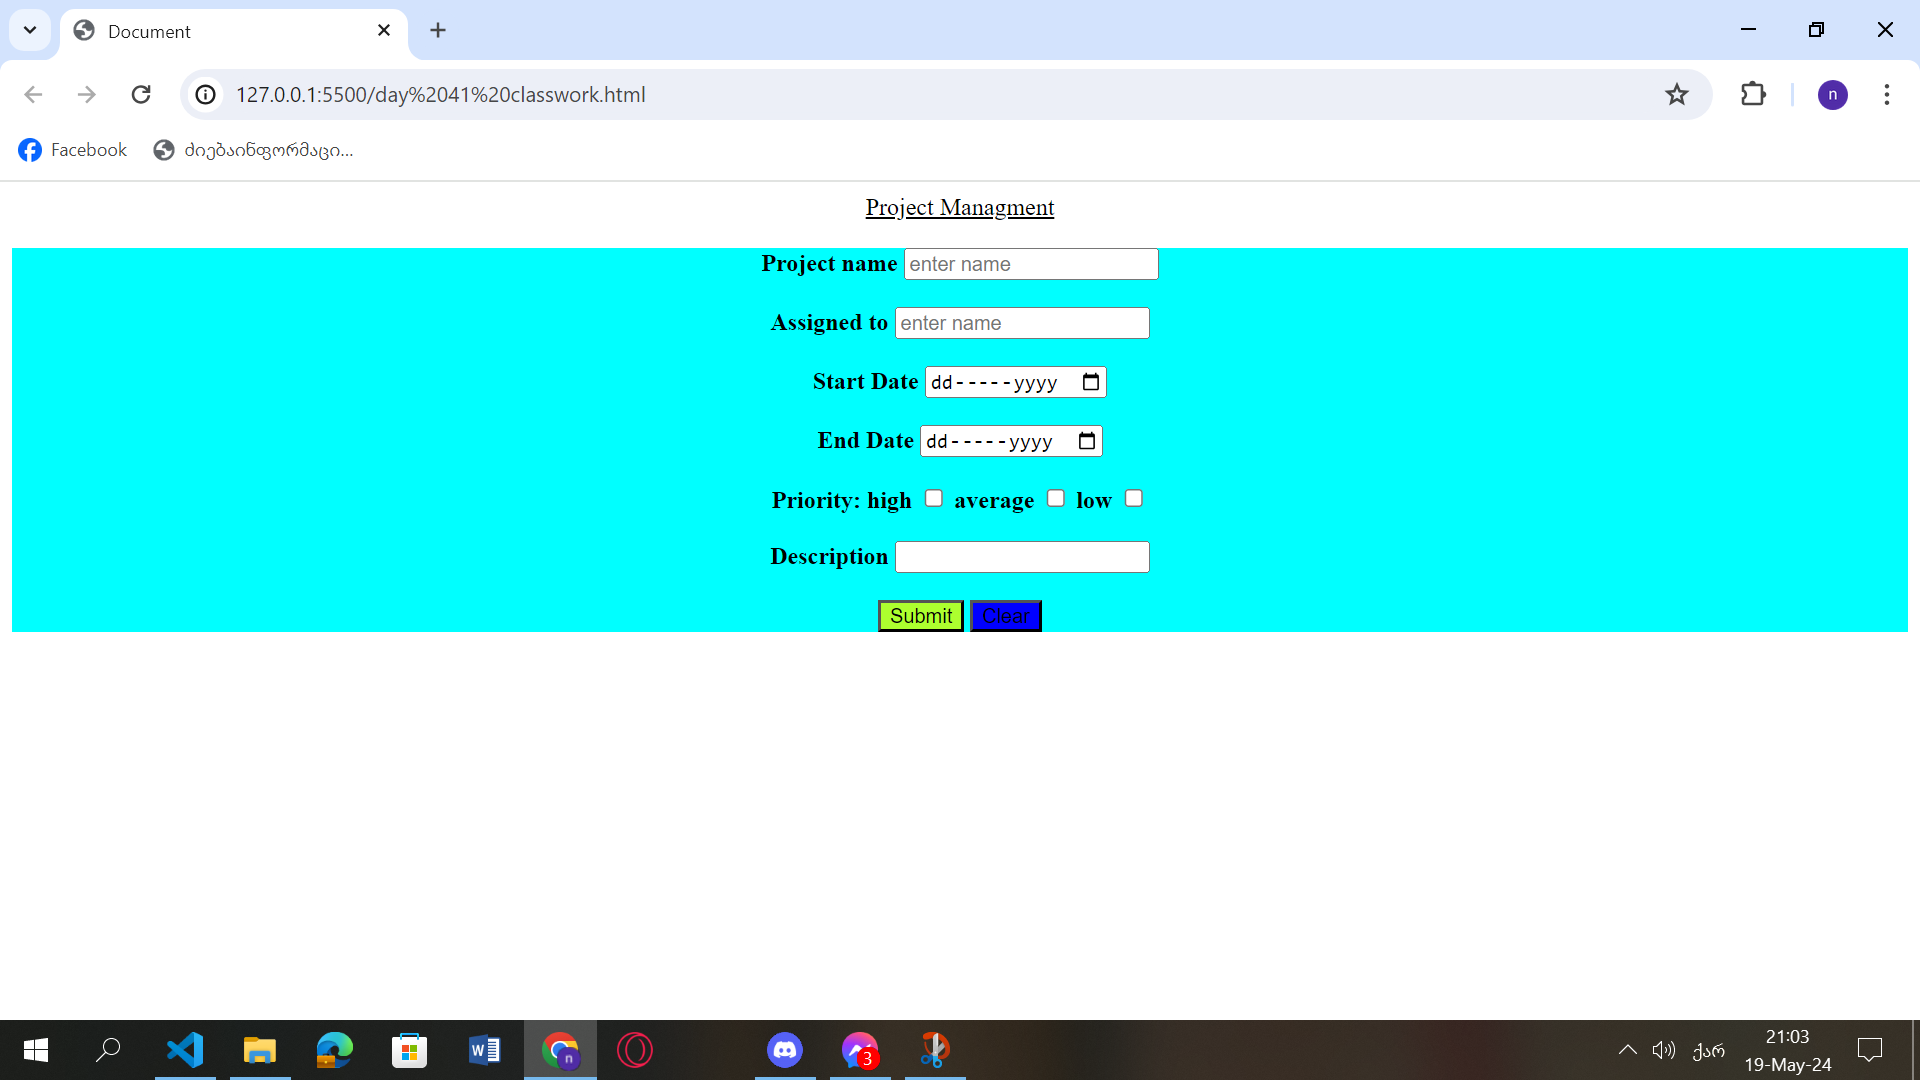 Document
127.0.0.1:5500/day%2041%20classwork.html
n
Facebook
ძიებაინფორმაცი...
Project Managment
Project name enter name
Assigned to enter name
Start Date dd-----yyyy
End Date dd-----yyyy
Priority: high average low
Description
Submit Clear
W
n
3
ქარ
21:03
19-May-24